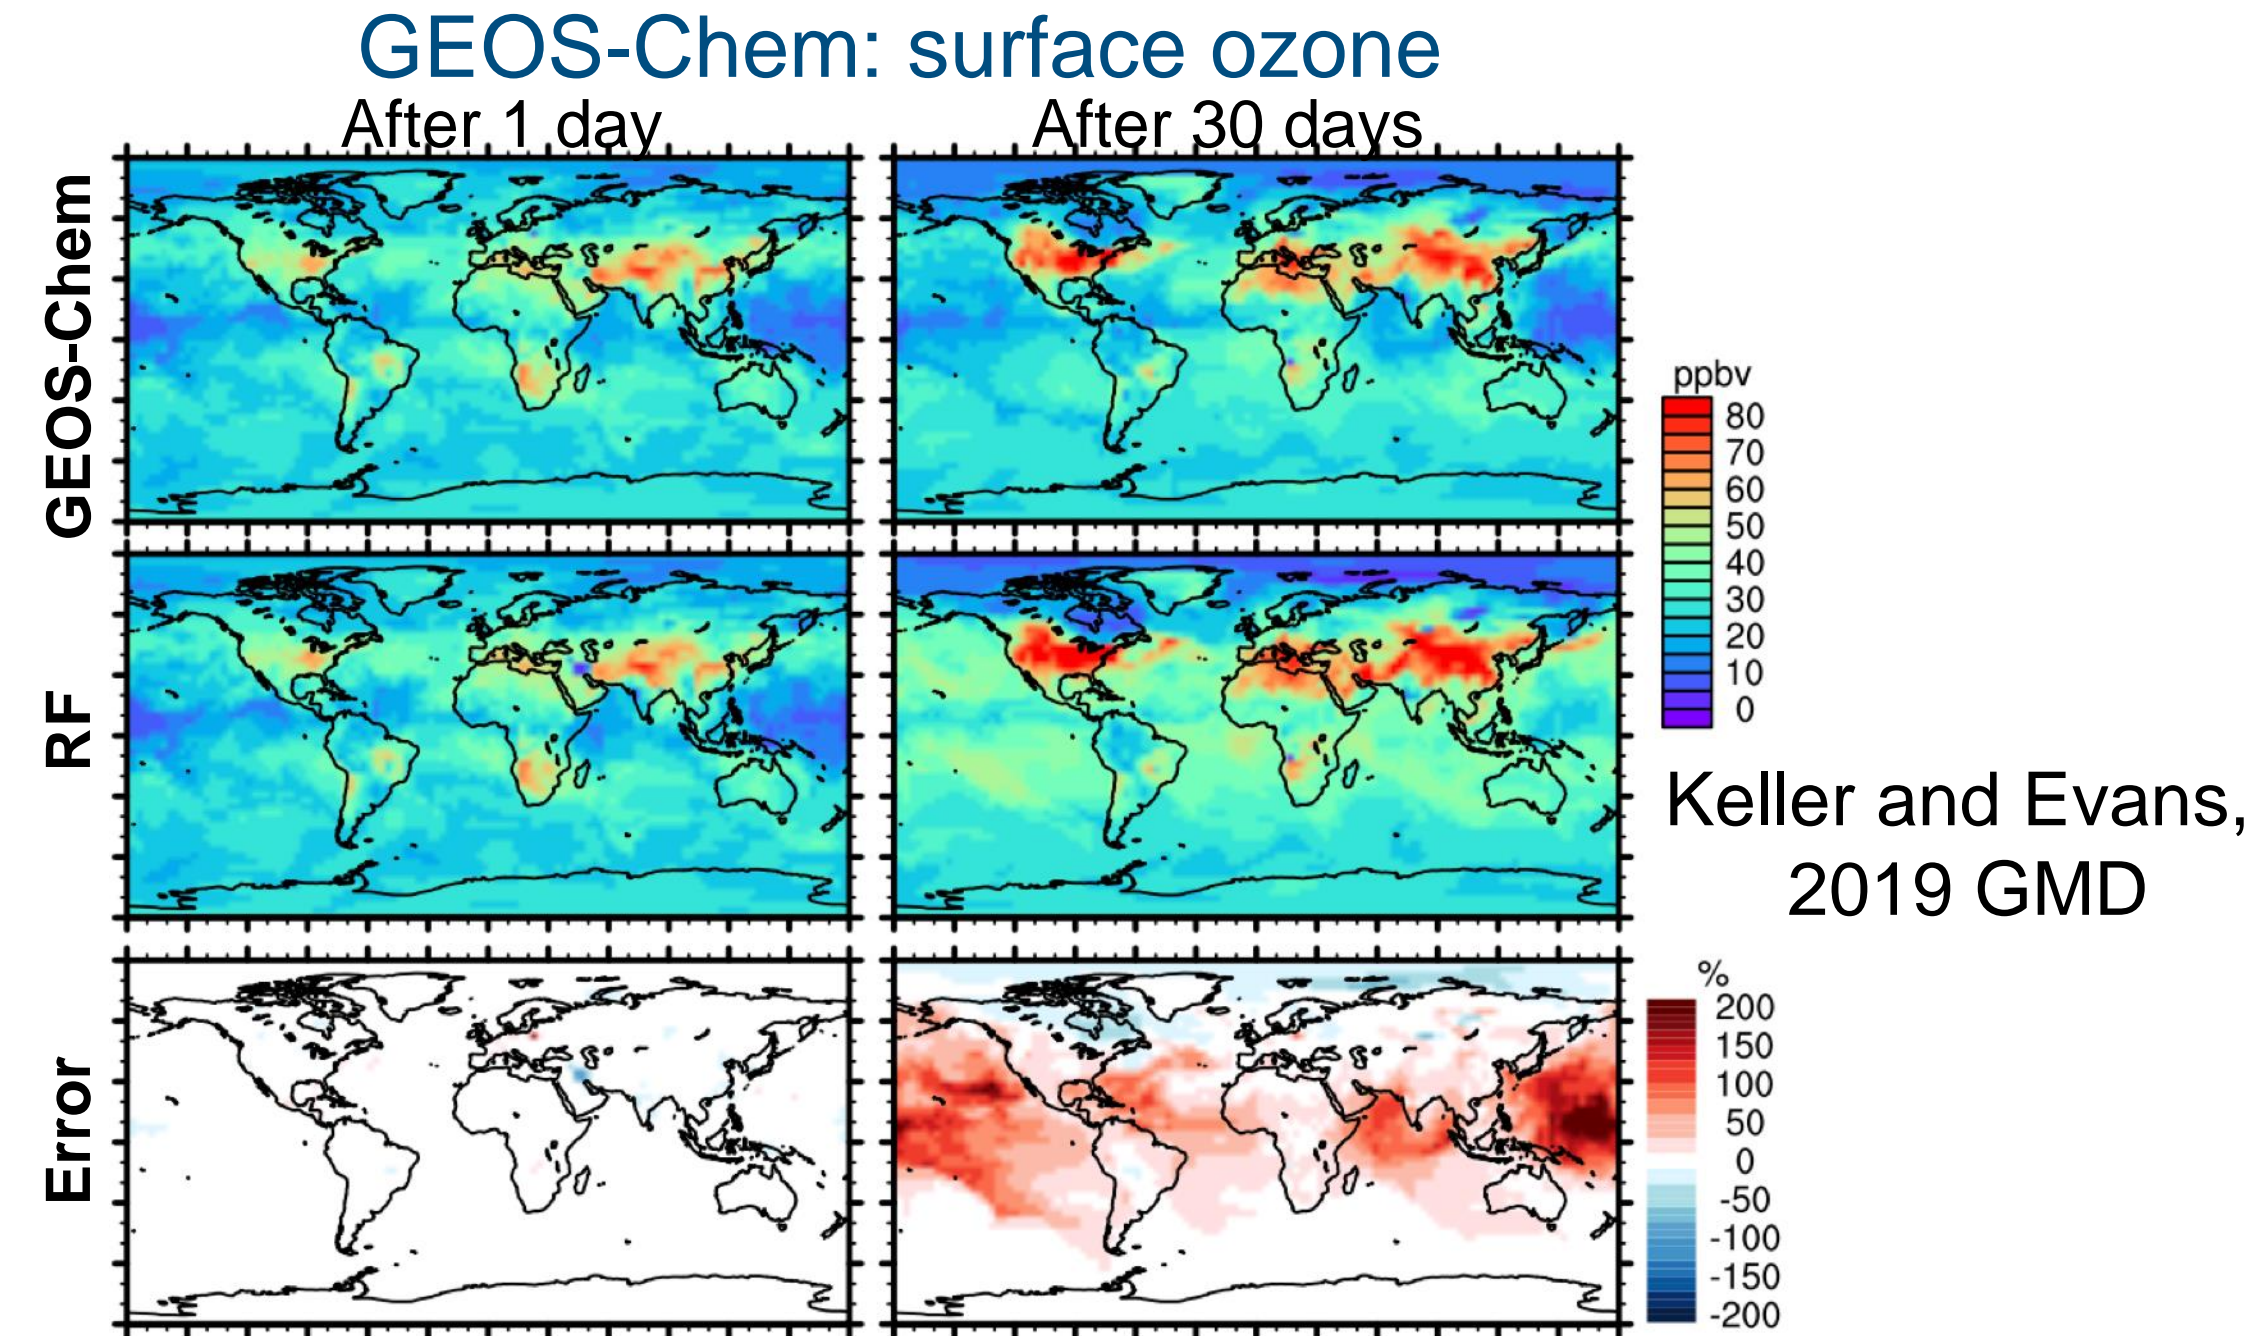 GEOS-Chem: surface ozone
After 1 day
After 30 days
GEOS-Chem
ppbv
80
70
60
50
40
30
20
10
0
RF
Keller and Evans,
2019 GMD
Error
%
200
150
100
50
0
-50
-100
-150
-200